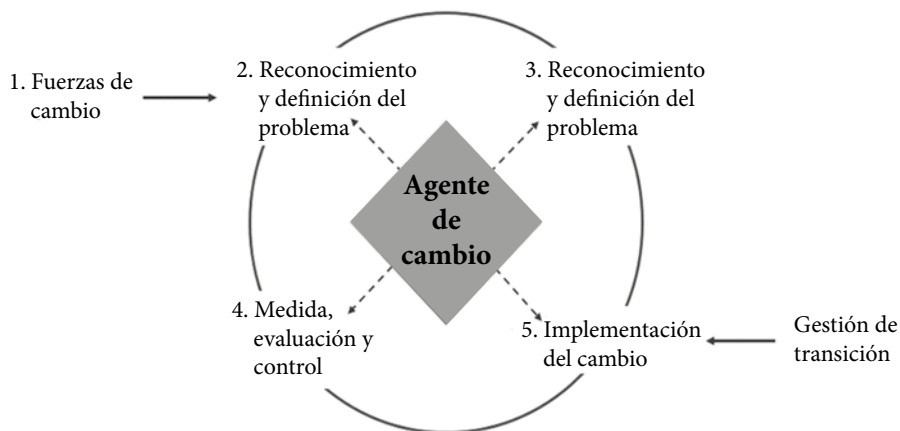 1. Fuerzas de
cambio
2. Reconocimiento
y definición del
problema
3. Reconocimiento
y definición del
problema
Agente
de
cambio
4. Medida,
evaluación y
control
5. Implementación
del cambio
Gestión de
transición